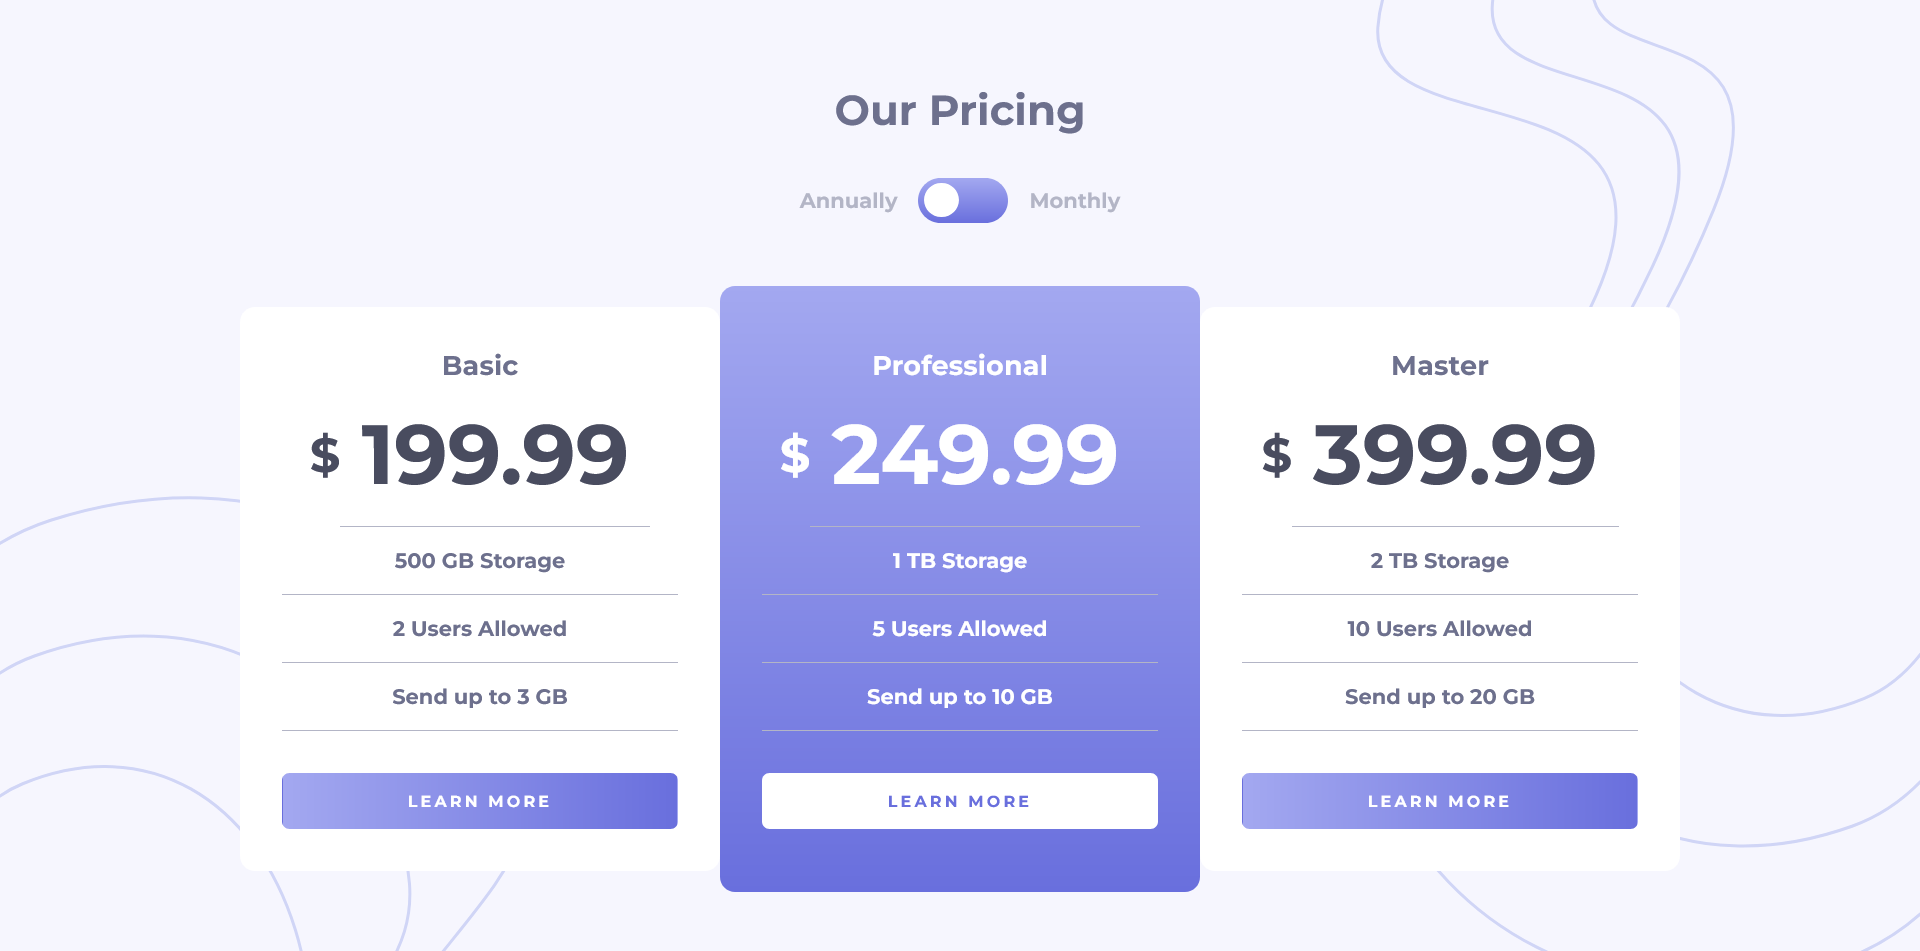 Our Pricing
Annually Monthly
Basic
$ 199.99
500 GB Storage
2 Users Allowed
Send up to 3 GB
LEARN MORE
Professional
$ 249.99
1 TB Storage
5 Users Allowed
Send up to 10 GB
LEARN MORE
Master
$ 399.99
2 TB Storage
10 Users Allowed
Send up to 20 GB
LEARN MORE